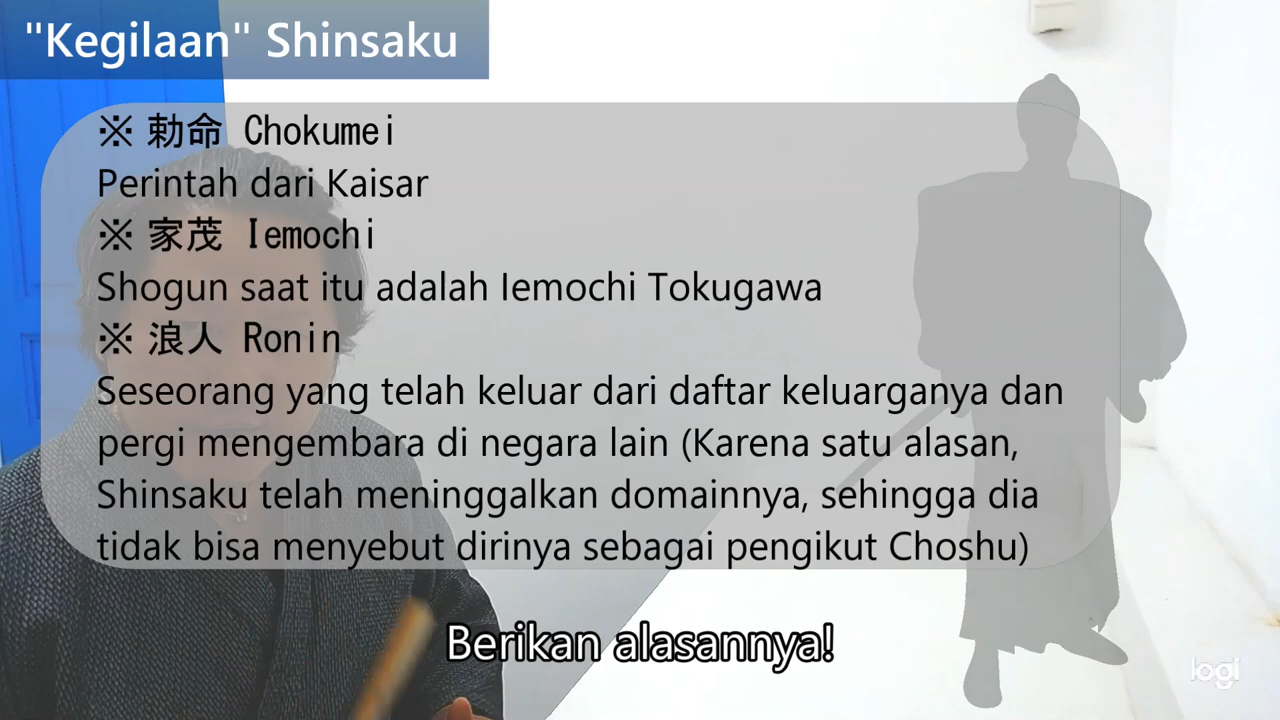 "Kegilaan" Shinsaku
※ 勅命 Chokumei
Perintah dari Kaisar
※ 家茂 Iemochi
Shogun saat itu adalah Iemochi Tokugawa
※ 浪人 Ronin
Seseorang yang telah keluar dari daftar keluarganya dan
pergi mengembara di negara lain (Karena satu alasan,
Shinsaku telah meninggalkan domainnya, sehingga dia
tidak bisa menyebut dirinya sebagai pengikut Choshu)
Berikan alasannya!
logi